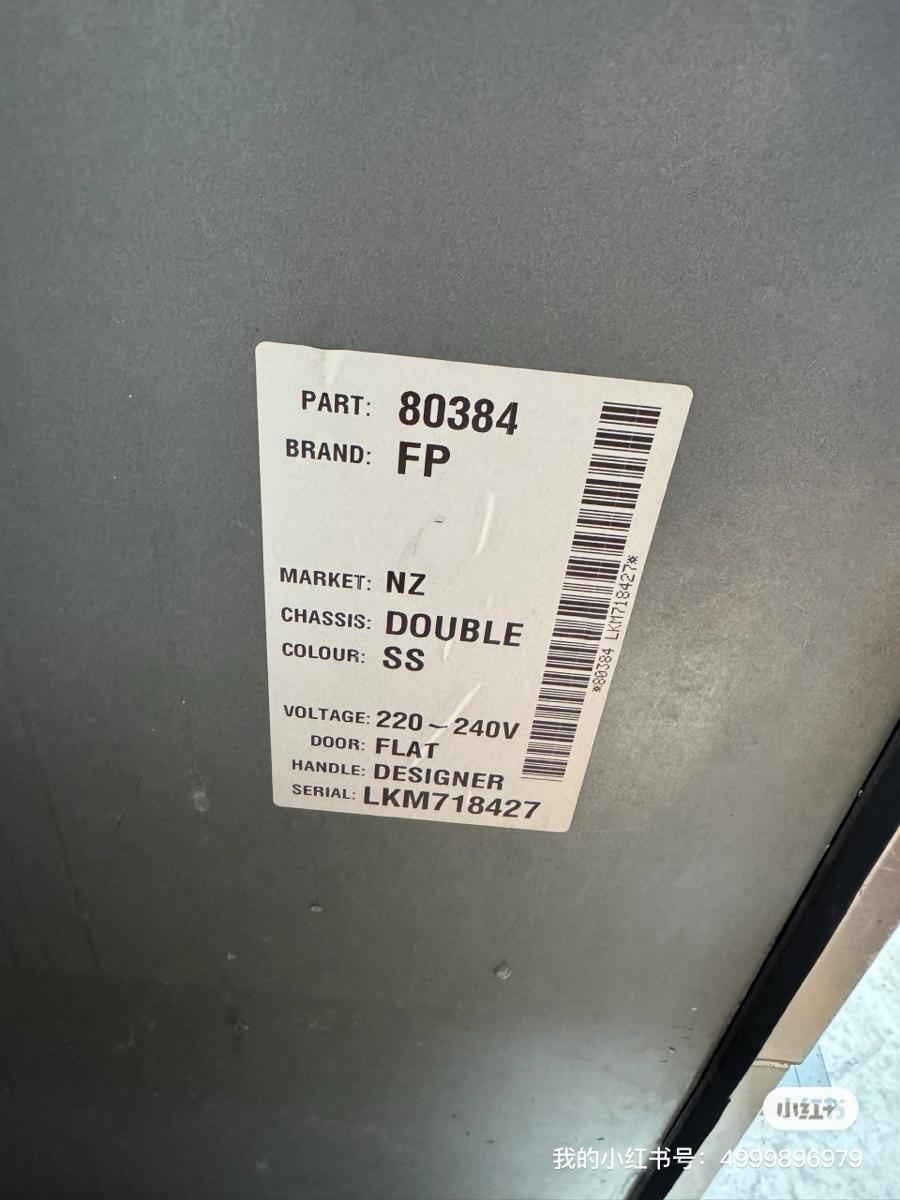 PART: 80384
BRAND: FP
MARKET: NZ
CHASSIS: DOUBLE
COLOUR: SS
VOLTAGE: 220-240V
DOOR: FLAT
HANDLE: DESIGNER
SERIAL: LKM718427
*80384 LKM718427*
小红书
我的小红书号：4999896979